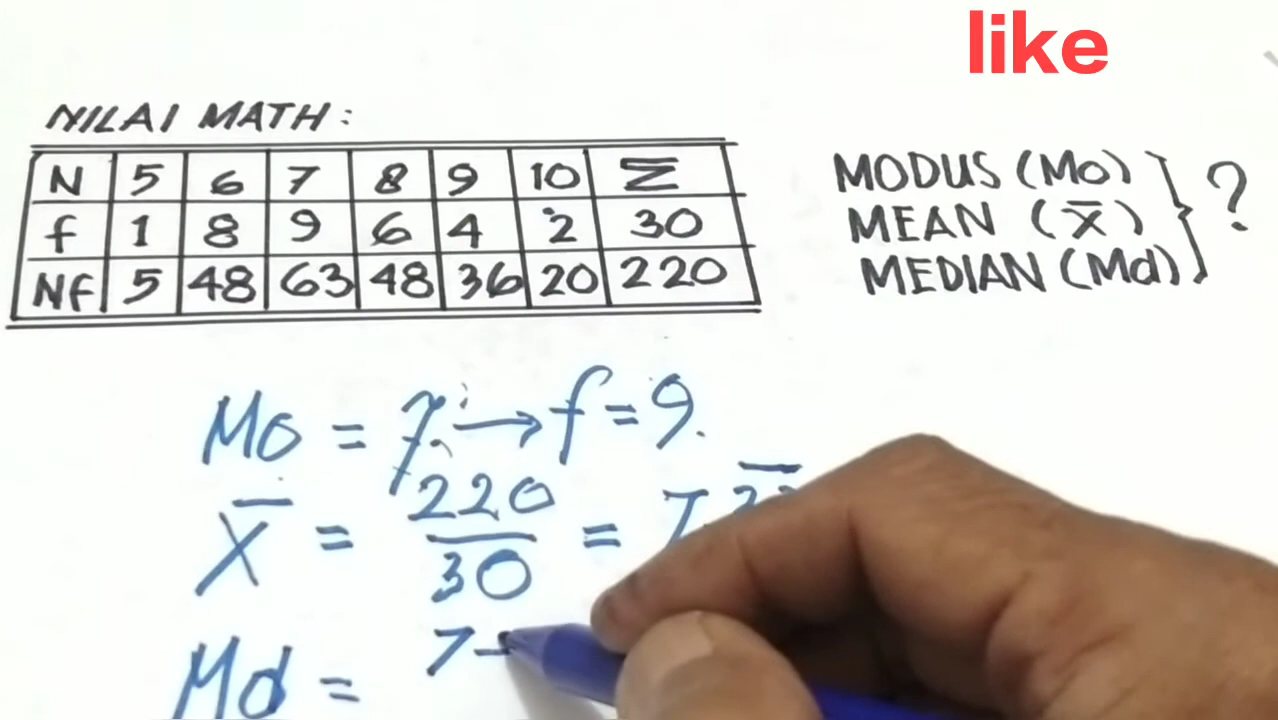 like
NILAI MATH:
N 5 6 7 8 9 10 Σ
f 1 8 9 6 4 2 30
Nf 5 48 63 48 36 20 220
MODUS (Mo)
MEAN (x̄) } ?
MEDIAN (Md)
Mo = 7. → f = 9.
X̄ = 220/30 =
Md = 7